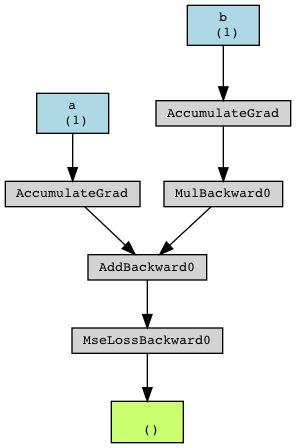 b
(1)
a
(1)
AccumulateGrad
AccumulateGrad
MulBackward0
AddBackward0
MseLossBackward0
()